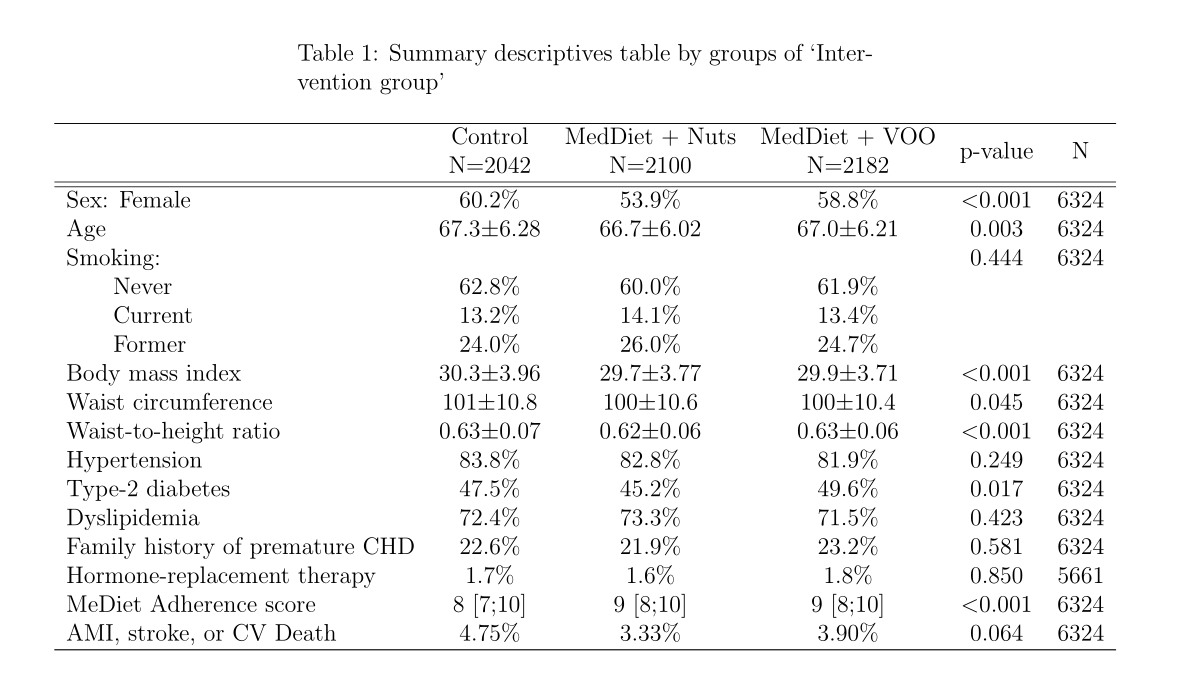 Table 1: Summary descriptives table by groups of ‘Inter-
vention group’
Control MedDiet + Nuts MedDiet + VOO p-value N
N=2042 N=2100 N=2182
Sex: Female 60.2% 53.9% 58.8% <0.001 6324
Age 67.3±6.28 66.7±6.02 67.0±6.21 0.003 6324
Smoking: 0.444 6324
Never 62.8% 60.0% 61.9%
Current 13.2% 14.1% 13.4%
Former 24.0% 26.0% 24.7%
Body mass index 30.3±3.96 29.7±3.77 29.9±3.71 <0.001 6324
Waist circumference 101±10.8 100±10.6 100±10.4 0.045 6324
Waist-to-height ratio 0.63±0.07 0.62±0.06 0.63±0.06 <0.001 6324
Hypertension 83.8% 82.8% 81.9% 0.249 6324
Type-2 diabetes 47.5% 45.2% 49.6% 0.017 6324
Dyslipidemia 72.4% 73.3% 71.5% 0.423 6324
Family history of premature CHD 22.6% 21.9% 23.2% 0.581 6324
Hormone-replacement therapy 1.7% 1.6% 1.8% 0.850 5661
MeDiet Adherence score 8 [7;10] 9 [8;10] 9 [8;10] <0.001 6324
AMI, stroke, or CV Death 4.75% 3.33% 3.90% 0.064 6324